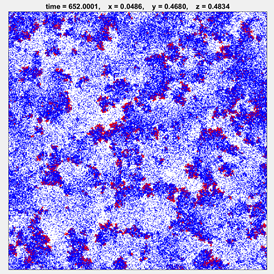 time = 652.0001,    x = 0.0486,    y = 0.4680,    z = 0.4834